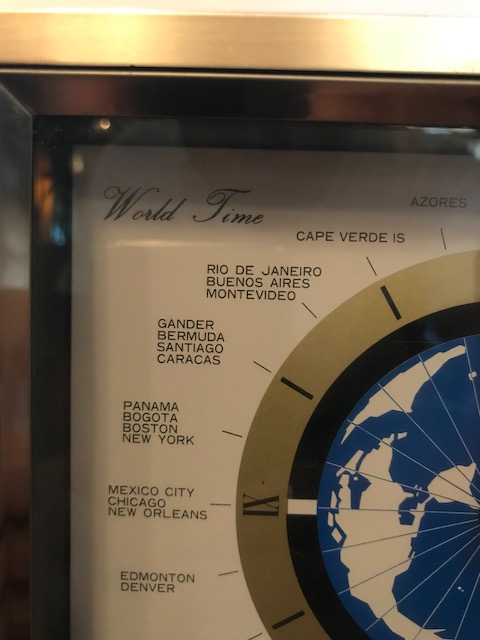 World Time
AZORES
CAPE VERDE IS
RIO DE JANEIRO
BUENOS AIRES
MONTEVIDEO
GANDER
BERMUDA
SANTIAGO
CARACAS
PANAMA
BOGOTA
BOSTON
NEW YORK
MEXICO CITY
CHICAGO
NEW ORLEANS
IX
EDMONTON
DENVER